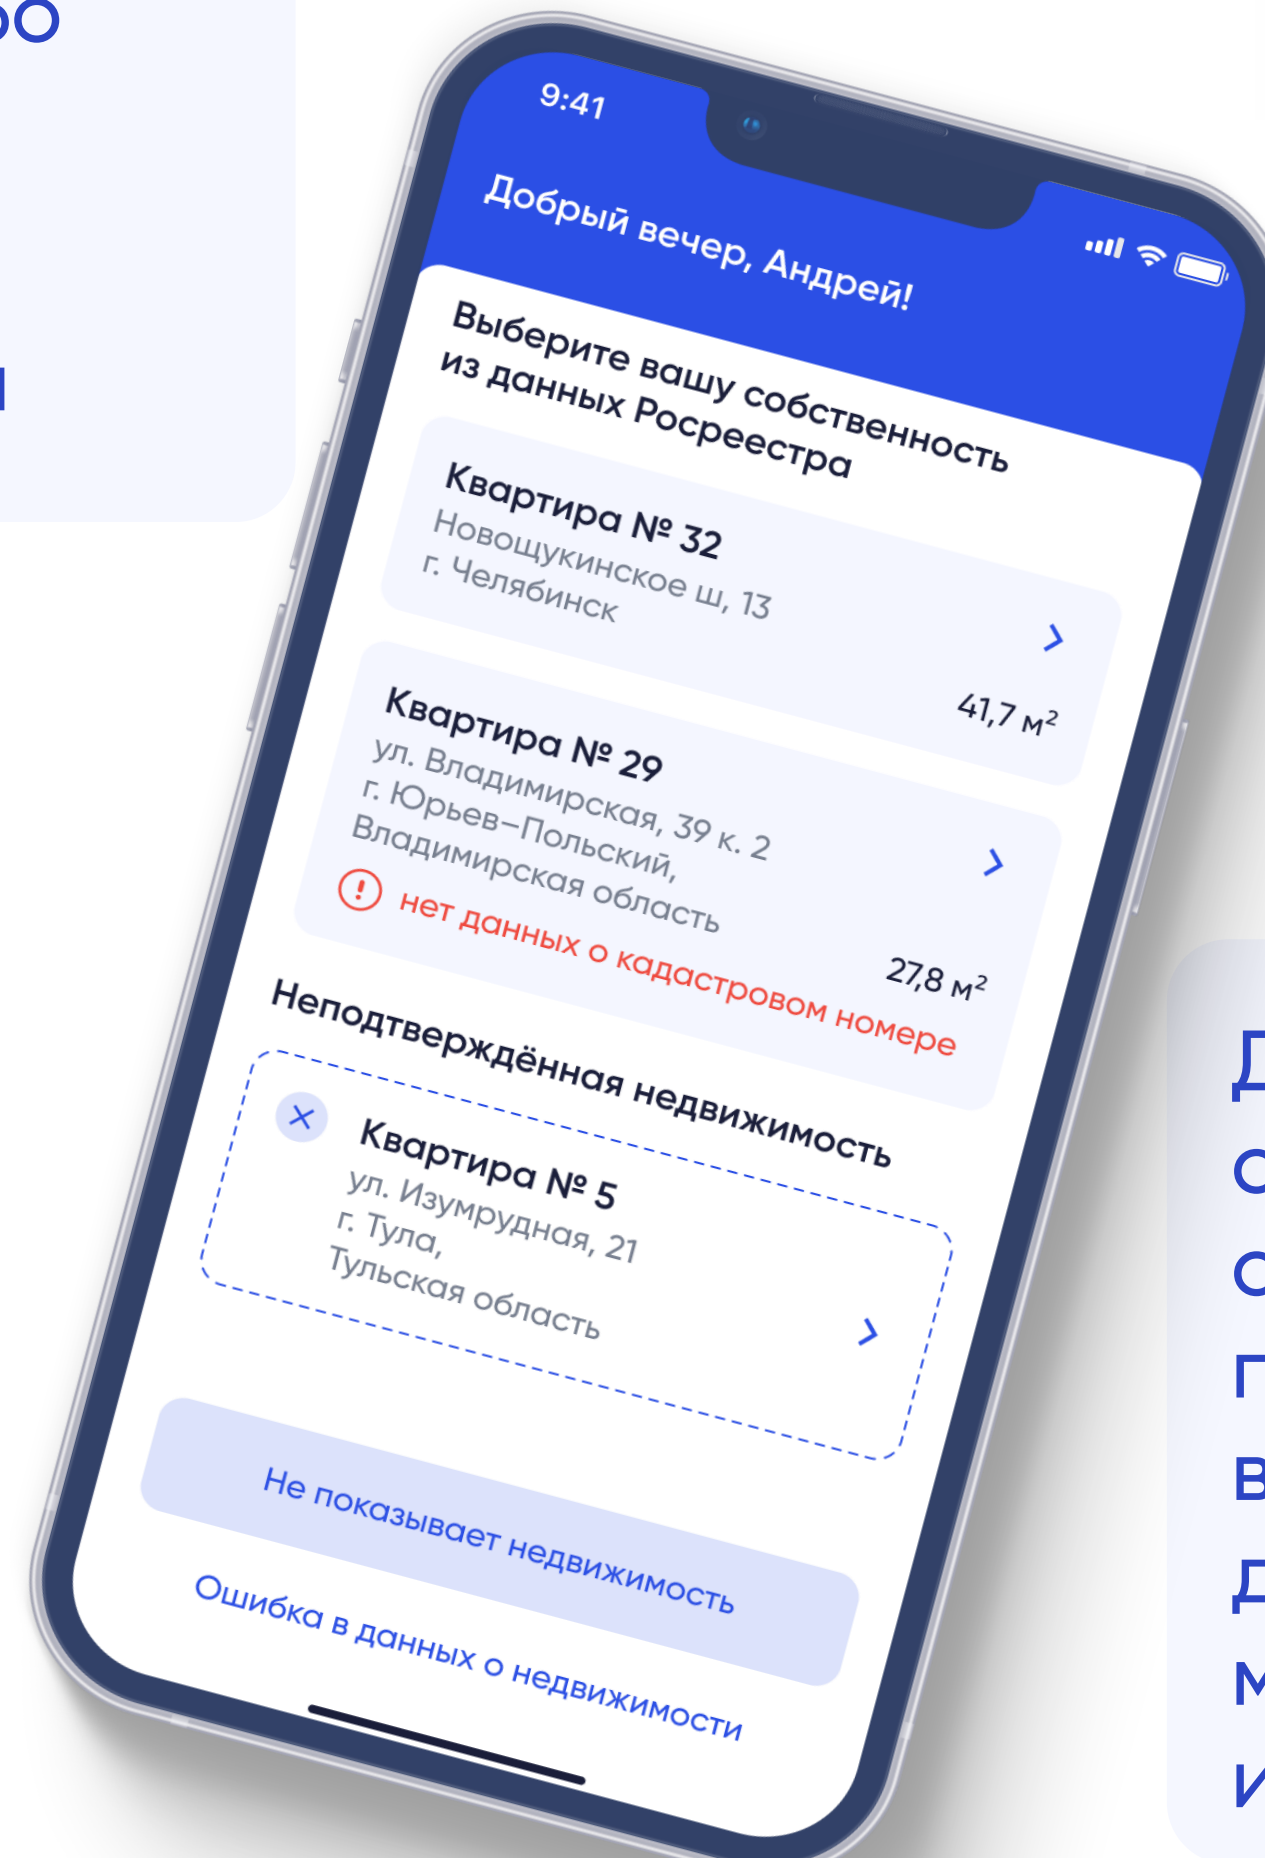 9:41
Добрый вечер, Андрей!
Выберите вашу собственность
из данных Росреестра
Квартира № 32
Новощукинское ш, 13
г. Челябинск
41,7 м²
Квартира № 29
ул. Владимирская, 39 к. 2
г. Юрьев-Польский,
Владимирская область
27,8 м²
нет данных о кадастровом номере
Неподтверждённая недвижимость
Квартира № 5
ул. Изумрудная, 21
г. Тула,
Тульская область
Не показывает недвижимость
Ошибка в данных о недвижимости